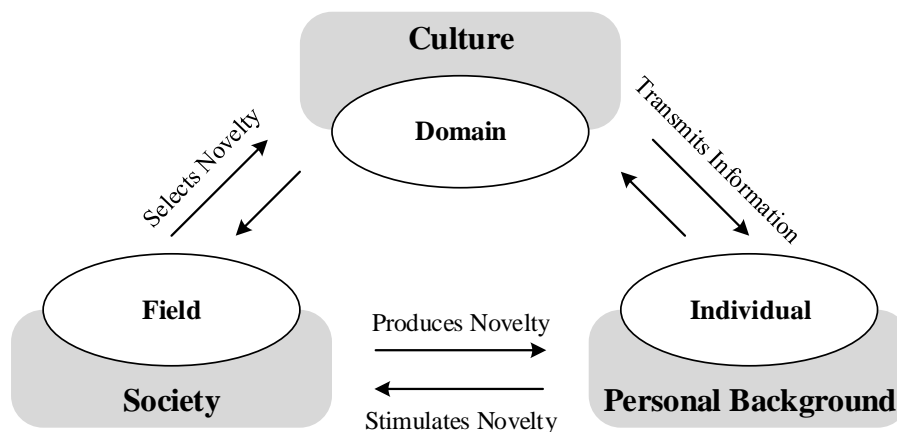 Culture
Domain
Selects Novelty
Transmits Information
Field
Individual
Produces Novelty
Society
Personal Background
Stimulates Novelty